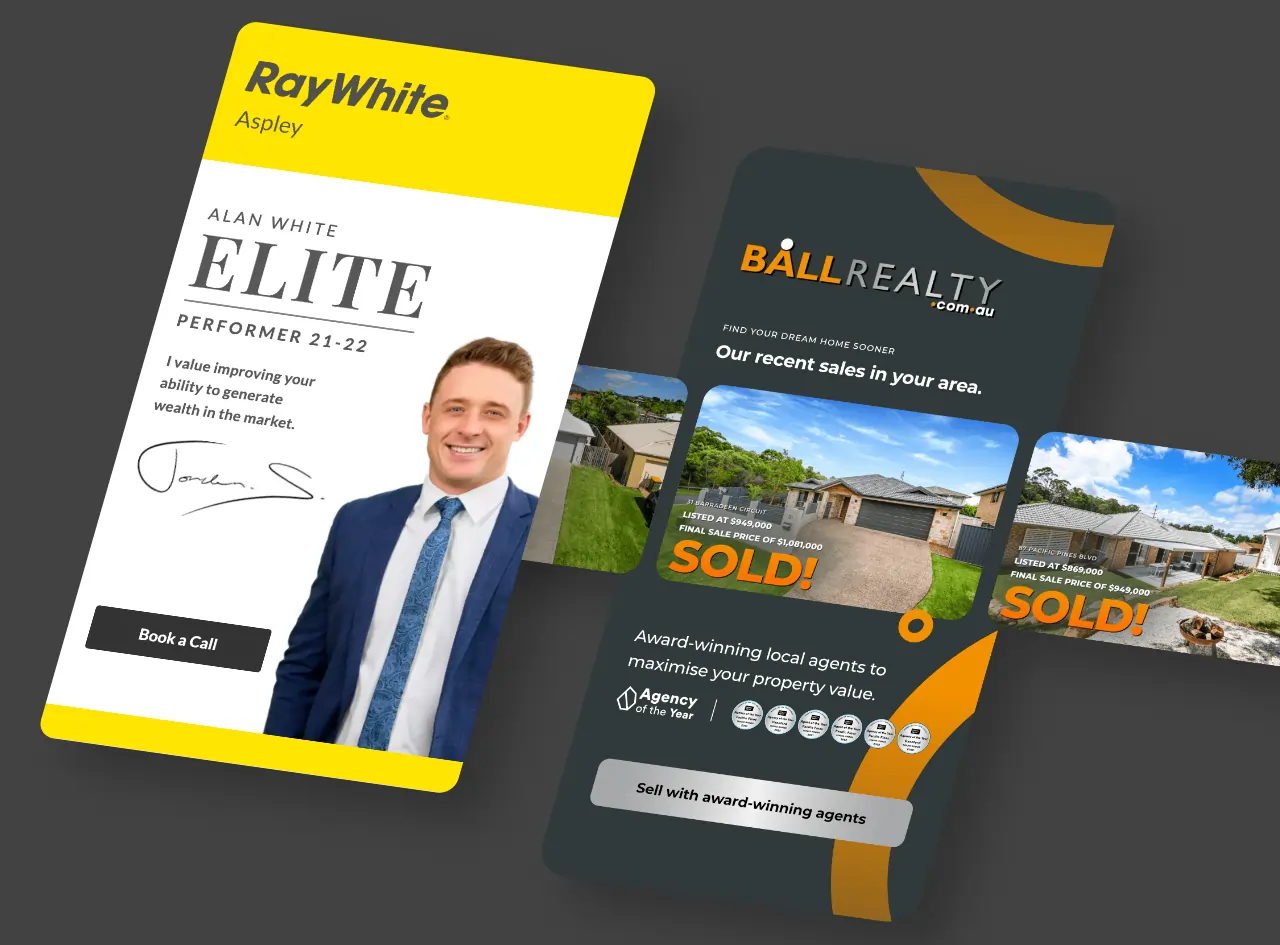 RayWhite
Aspley
ALAN WHITE
ELITE
PERFORMER 21-22
I value improving your
ability to generate
wealth in the market.
Book a Call
BALLREALTY
.com.au
FIND YOUR DREAM HOME SOONER
Our recent sales in your area.
31 BARRADEEN CIRCUIT
LISTED AT $949,000
FINAL SALE PRICE OF $1,081,000
SOLD!
87 PACIFIC PINES BLVD
LISTED AT $869,000
FINAL SALE PRICE OF $949,000
SOLD!
Award-winning local agents to
maximise your property value.
Agency
of the Year
Sell with award-winning agents